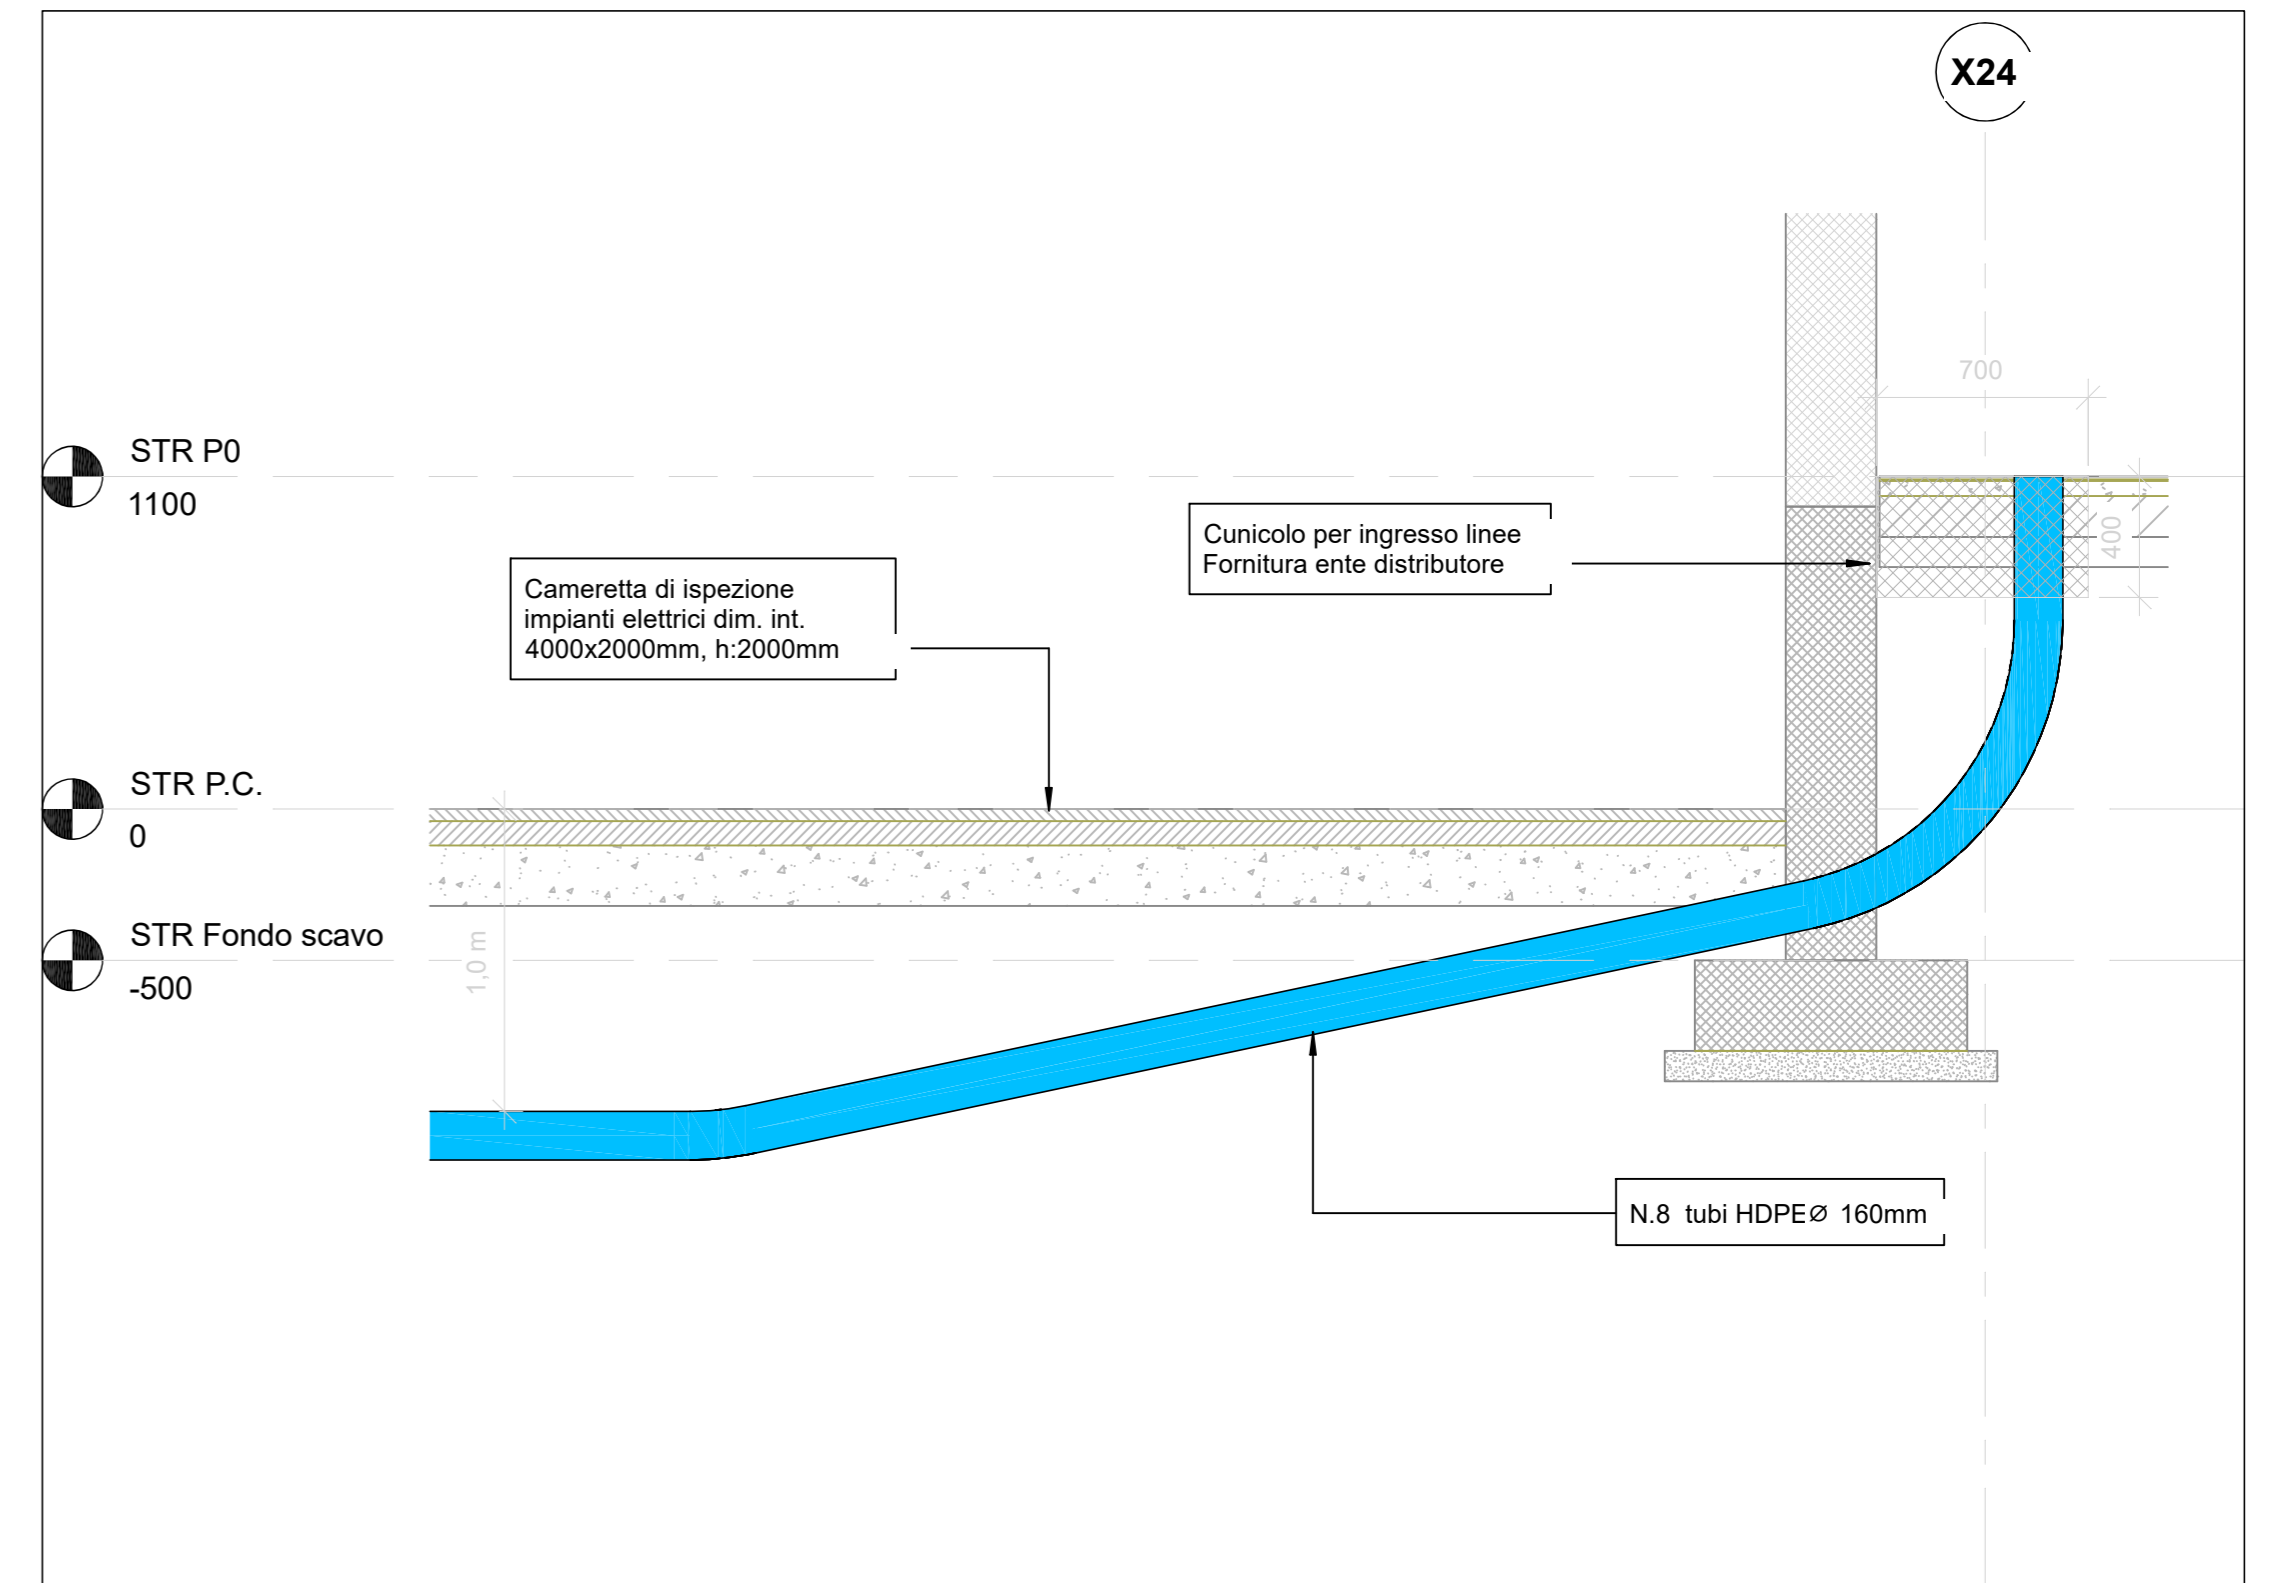 X24
700
STR P0
1100
400
Cunicolo per ingresso linee
Fornitura ente distributore
Cameretta di ispezione
impianti elettrici dim. int.
4000x2000mm, h:2000mm
STR P.C.
0
STR Fondo scavo
-500
1,0 m
N.8 tubi HDPE∅ 160mm